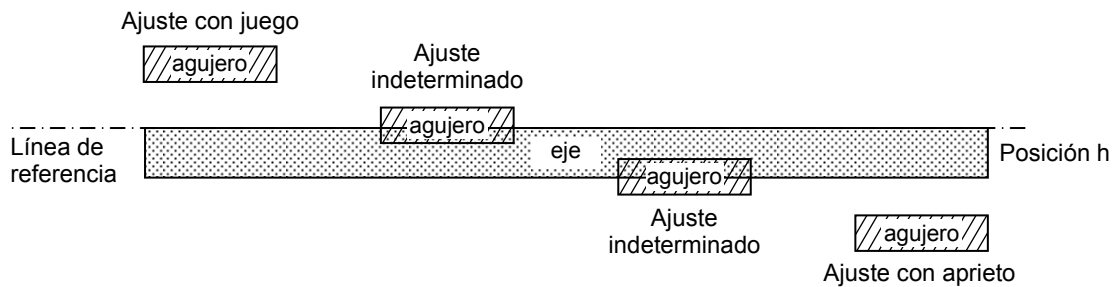 Ajuste con juego
agujero
Ajuste
indeterminado
agujero
Línea de
referencia
eje
Posición h
agujero
Ajuste
indeterminado
agujero
Ajuste con aprieto